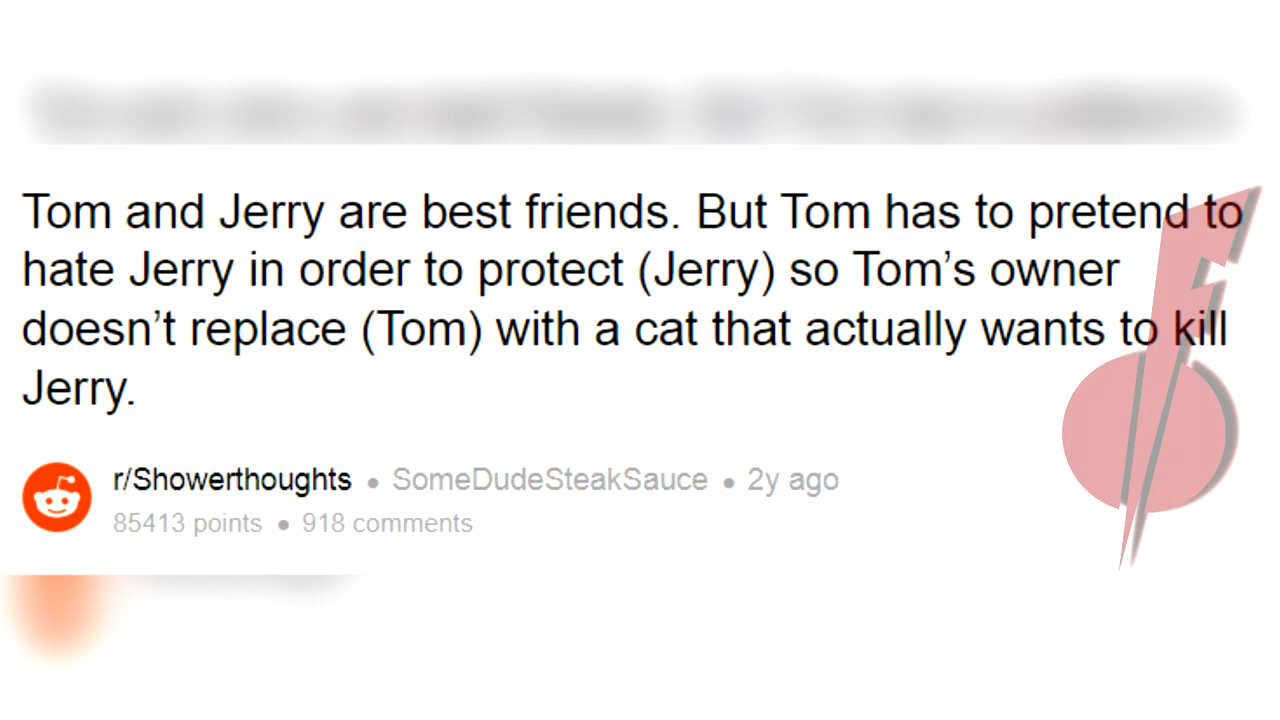 Tom and Jerry are best friends. But Tom has to pretend to
hate Jerry in order to protect (Jerry) so Tom’s owner
doesn’t replace (Tom) with a cat that actually wants to kill
Jerry.
r/Showerthoughts • SomeDudeSteakSauce • 2y ago
85413 points • 918 comments